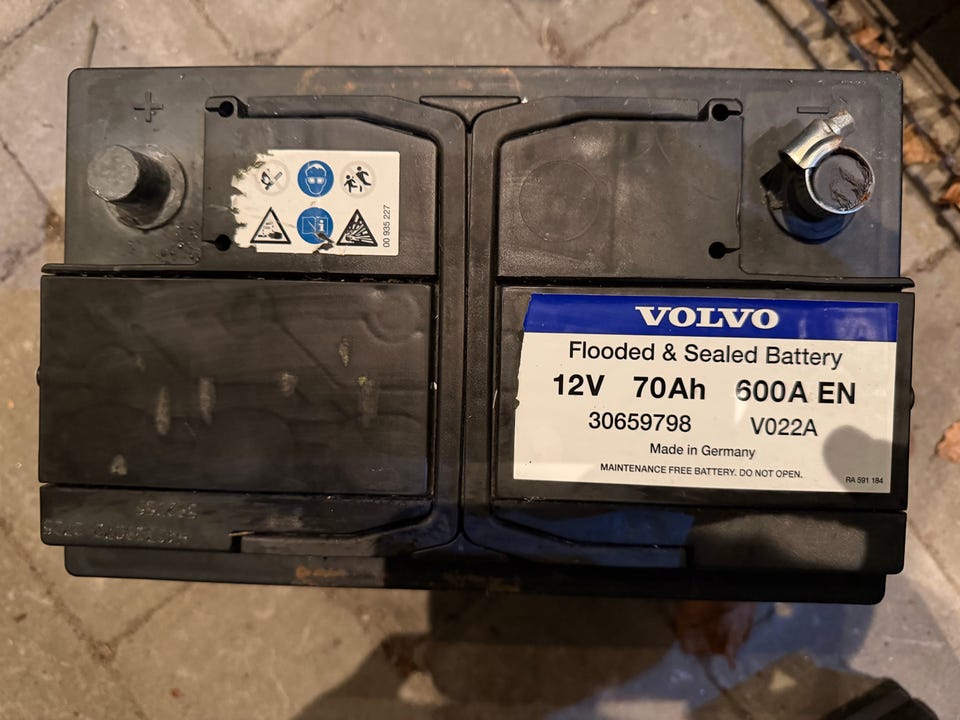 +
−
00 935 227
VOLVO
Flooded & Sealed Battery
12V 70Ah 600A EN
30659798 V022A
Made in Germany
MAINTENANCE FREE BATTERY. DO NOT OPEN.
RA 591 184